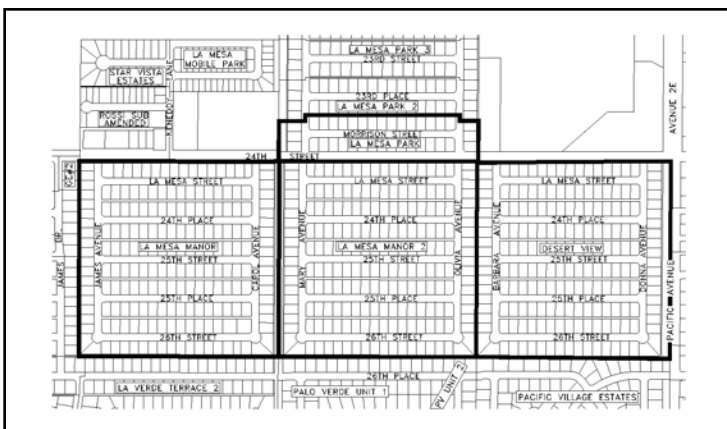 LA MESA PARK 3
23RD STREET
LA MESA
MOBILE PARK
STAR VISTA
ESTATES
KENNEDY LANE
ROSSI SUB
AMENDED
23RD PLACE
LA MESA PARK 2
MORRISON STREET
LA MESA PARK
AVENUE 2E
24TH STREET
LA MESA STREET
LA MESA STREET
LA MESA STREET
24TH PLACE
24TH PLACE
24TH PLACE
JAMES DR.
JAMES AVENUE
LA MESA MANOR
CAROL AVENUE
MARY AVENUE
LA MESA MANOR 2
OLIVIA AVENUE
BARBARA AVENUE
DESERT VIEW
DONNA AVENUE
PACIFIC AVENUE
25TH STREET
25TH STREET
25TH STREET
25TH PLACE
25TH PLACE
25TH PLACE
26TH STREET
26TH STREET
26TH STREET
26TH PLACE
LA VERDE TERRACE 2
PALO VERDE UNIT 1
PV UNIT 2
PACIFIC VILLAGE ESTATES